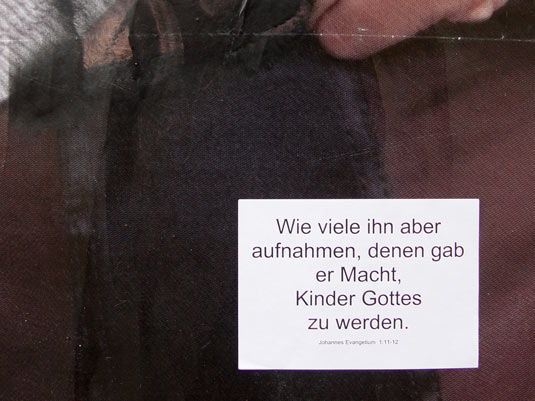 Wie viele ihn aber
aufnahmen, denen gab
er Macht,
Kinder Gottes
zu werden.
Johannes Evangelium 1:11-12